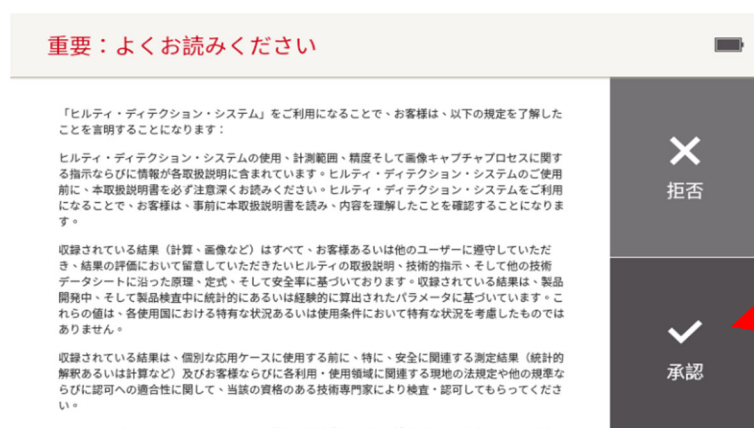 重要：よくお読みください
「ヒルティ・ディテクション・システム」をご利用になることで、お客様は、以下の規定を了解した
ことを言明することになります：
ヒルティ・ディテクション・システムの使用、計測範囲、精度そして画像キャプチャプロセスに関す
る指示ならびに情報が各取扱説明に含まれています。ヒルティ・ディテクション・システムのご使用
前に、本取扱説明書を必ず注意深くお読みください。ヒルティ・ディテクション・システムをご利用
になることで、お客様は、事前に本取扱説明書を読み、内容を理解したことを確認することになりま
す。
収録されている結果（計算、画像など）はすべて、お客様あるいは他のユーザーに遵守していただ
き、結果の評価において留意していただきたいヒルティの取扱説明、技術的指示、そして他の技術
データシートに沿った原理、定式、そして安全率に基づいております。収録されている結果は、製品
開発中、そして製品検査中に統計的にあるいは経験的に算出されたパラメータに基づいています。こ
れらの値は、各使用国における特有な状況あるいは使用条件において特有な状況を考慮したものでは
ありません。
収録されている結果は、個別な応用ケースに使用する前に、特に、安全に関連する測定結果（統計的
解釈あるいは計算など）及びお客様ならびに各利用・使用領域に関連する現地の法規定や他の規準な
らびに認可への適合性に関して、当該の資格のある技術専門家により検査・認可してもらってくださ
い。
拒否
承認